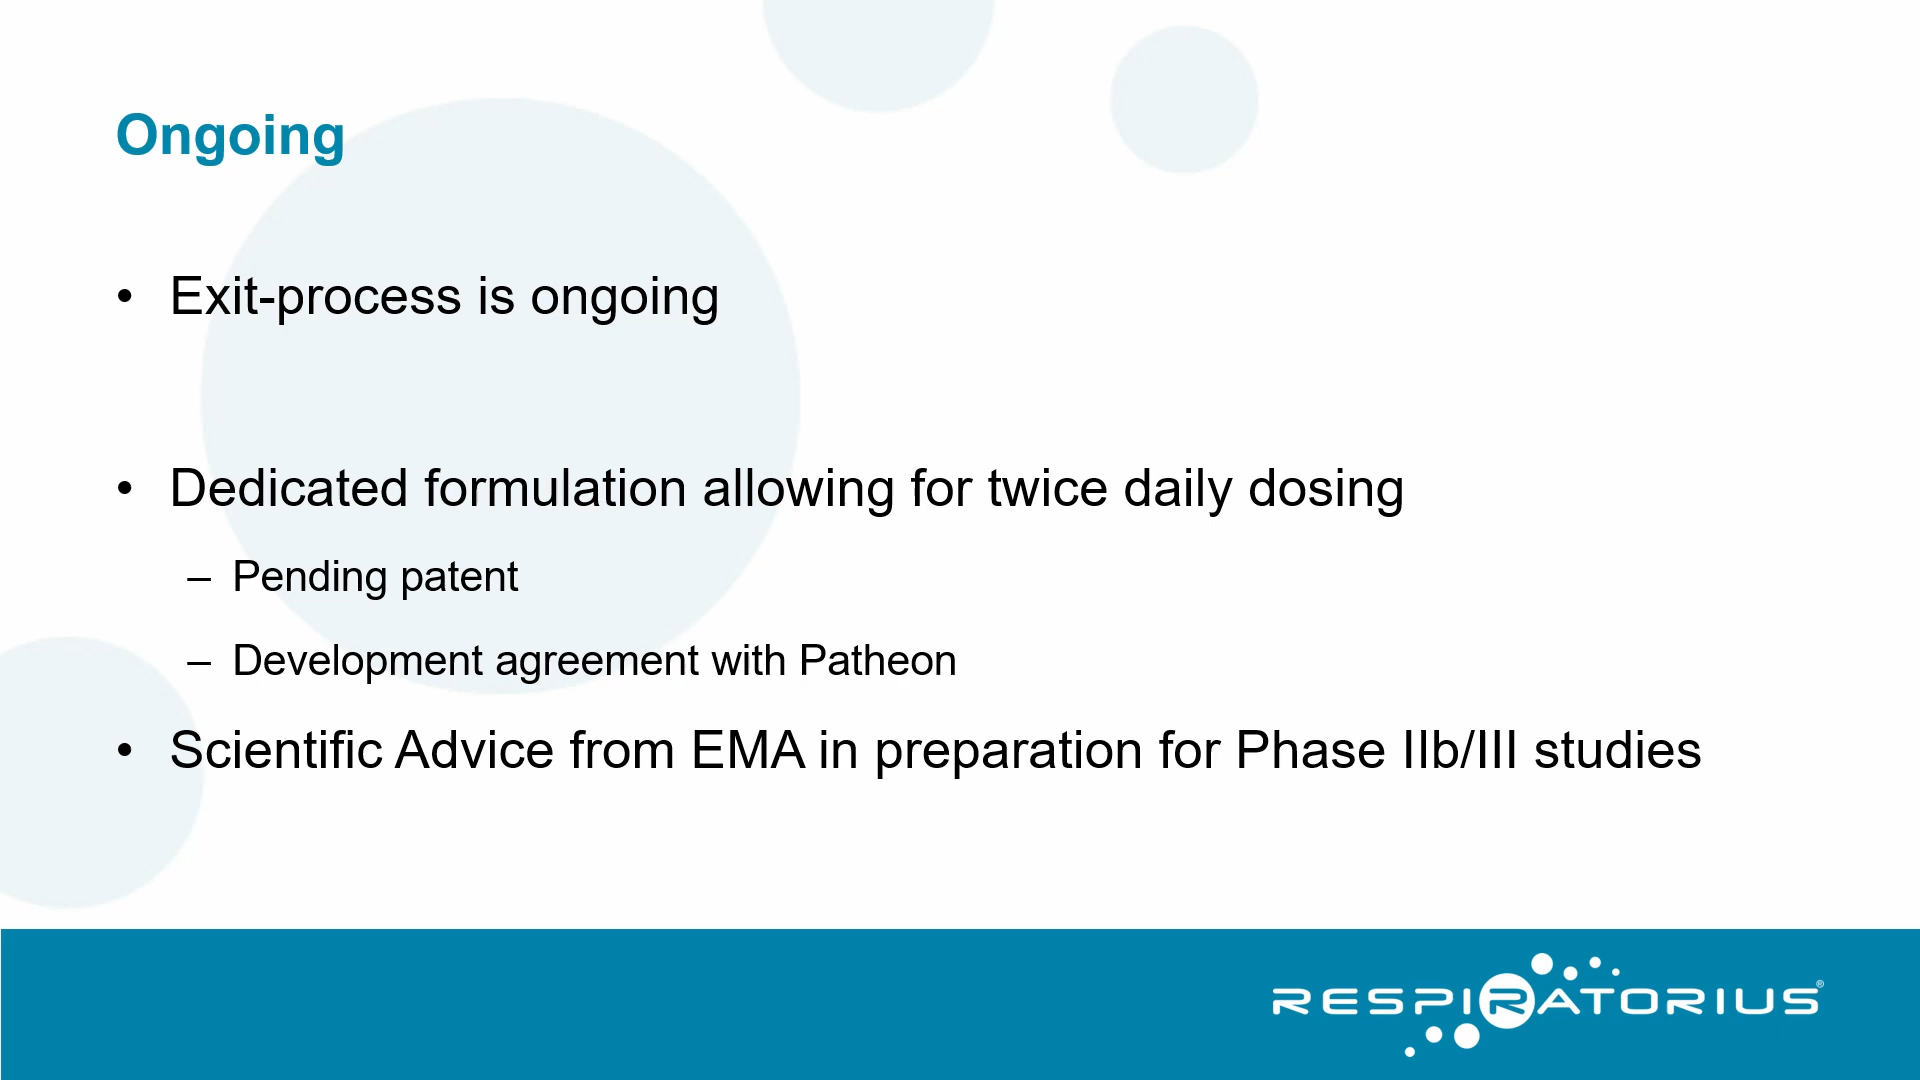 Ongoing
• Exit-process is ongoing
• Dedicated formulation allowing for twice daily dosing
– Pending patent
– Development agreement with Patheon
• Scientific Advice from EMA in preparation for Phase IIb/III studies
RESPIRATORIUS®